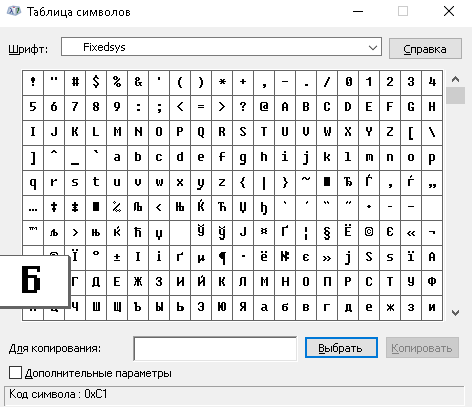 Таблица символов
Шрифт: Fixedsys Справка
! " # $ % & ' ( ) * + , - . / 0 1 2 3 4
5 6 7 8 9 : ; < = > ? @ A B C D E F G H
I J K L M N O P Q R S T U V W X Y Z [ \
] ^ _ ` a b c d e f g h i j k l m n o p
q r s t u v w x y z { | } ~ Ђ Ѓ ‚ ѓ „
… † ‡ ‰ Љ ‹ Њ Ќ Ћ Џ ђ ‘ ’ “ ” • – —
™ љ › њ ќ ћ џ Ў ў Ј ¤ Ґ ¦ § Ё © Є « ¬
® Ї ° ± І і ґ µ ¶ · ё № є » ј Ѕ ѕ ї А
Б Г Д Е Ж З И Й К Л М Н О П Р С Т У Ф
Ц Ч Ш Щ Ъ Ы Ь Э Ю Я а б в г д е ж з и
Для копирования: Выбрать Копировать
Дополнительные параметры
Код символа : 0xC1